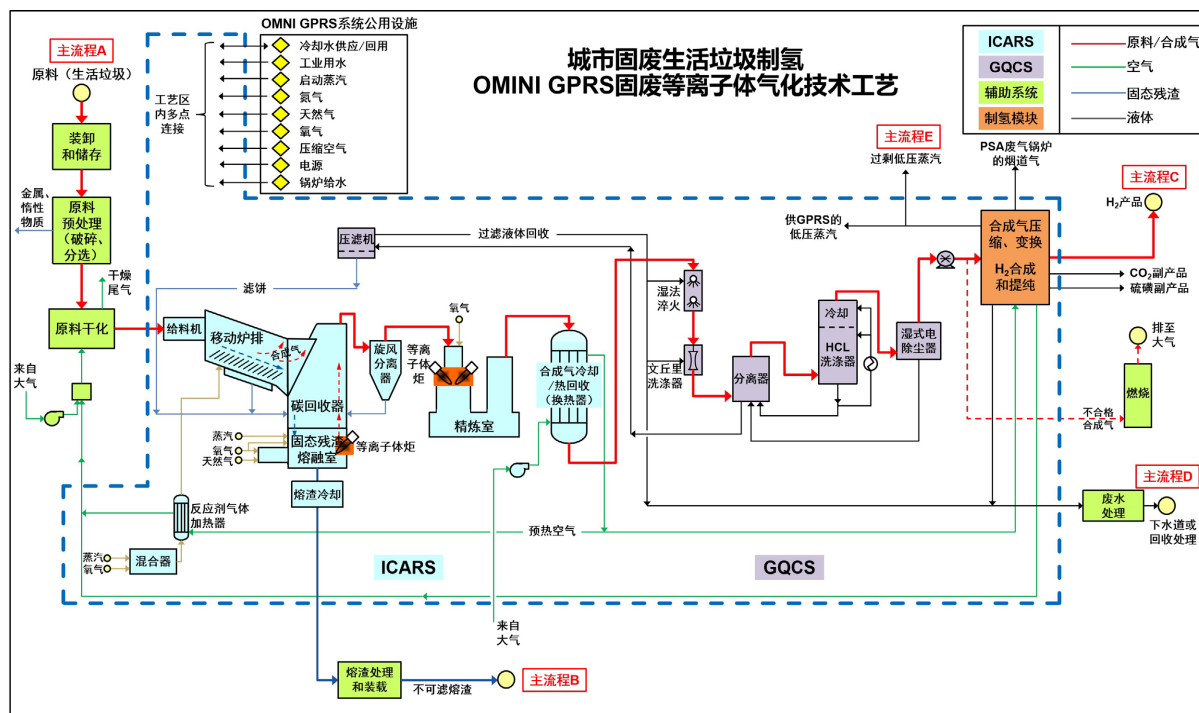 城市固废生活垃圾制氢
OMINI GPRS固废等离子体气化技术工艺
OMNI GPRS系统公用设施
冷却水供应/回用
工业用水
启动蒸汽
氮气
天然气
氧气
压缩空气
电源
锅炉给水
工艺区
内多点
连接
ICARS
GQCS
辅助系统
制氢模块
原料/合成气
空气
固态残渣
液体
主流程A
原料（生活垃圾）
装卸
和储存
金属、
惰性
物质
原料
预处理
（破碎、
分选）
干燥
尾气
原料干化
来自
大气
给料机
移动炉排
合成气
滤饼
压滤机
过滤液体回收
碳回收器
旋风
分离
器
氧气
等离
子体
炬
精炼室
合成气冷却
/热回收
（换热器）
湿法
淬火
文丘里
洗涤器
分离器
冷却
HCL
洗涤器
湿式电
除尘器
供GPRS的
低压蒸汽
主流程E
过剩低压蒸汽
PSA废气锅炉
的烟道气
合成气压
缩、变换
H₂合成
和提纯
主流程C
H₂产品
CO₂副产品
硫磺副产品
排至
大气
燃烧
不合格
合成气
主流程D
废水
处理
下水道或
回收处理
蒸汽
氧气
天然气
固态残渣
熔融室
等离子体炬
熔渣冷却
反应剂气体
加热器
预热空气
蒸汽
氧气
混合器
ICARS
GQCS
来自
大气
熔渣处理
和装载
不可滤熔渣
主流程B